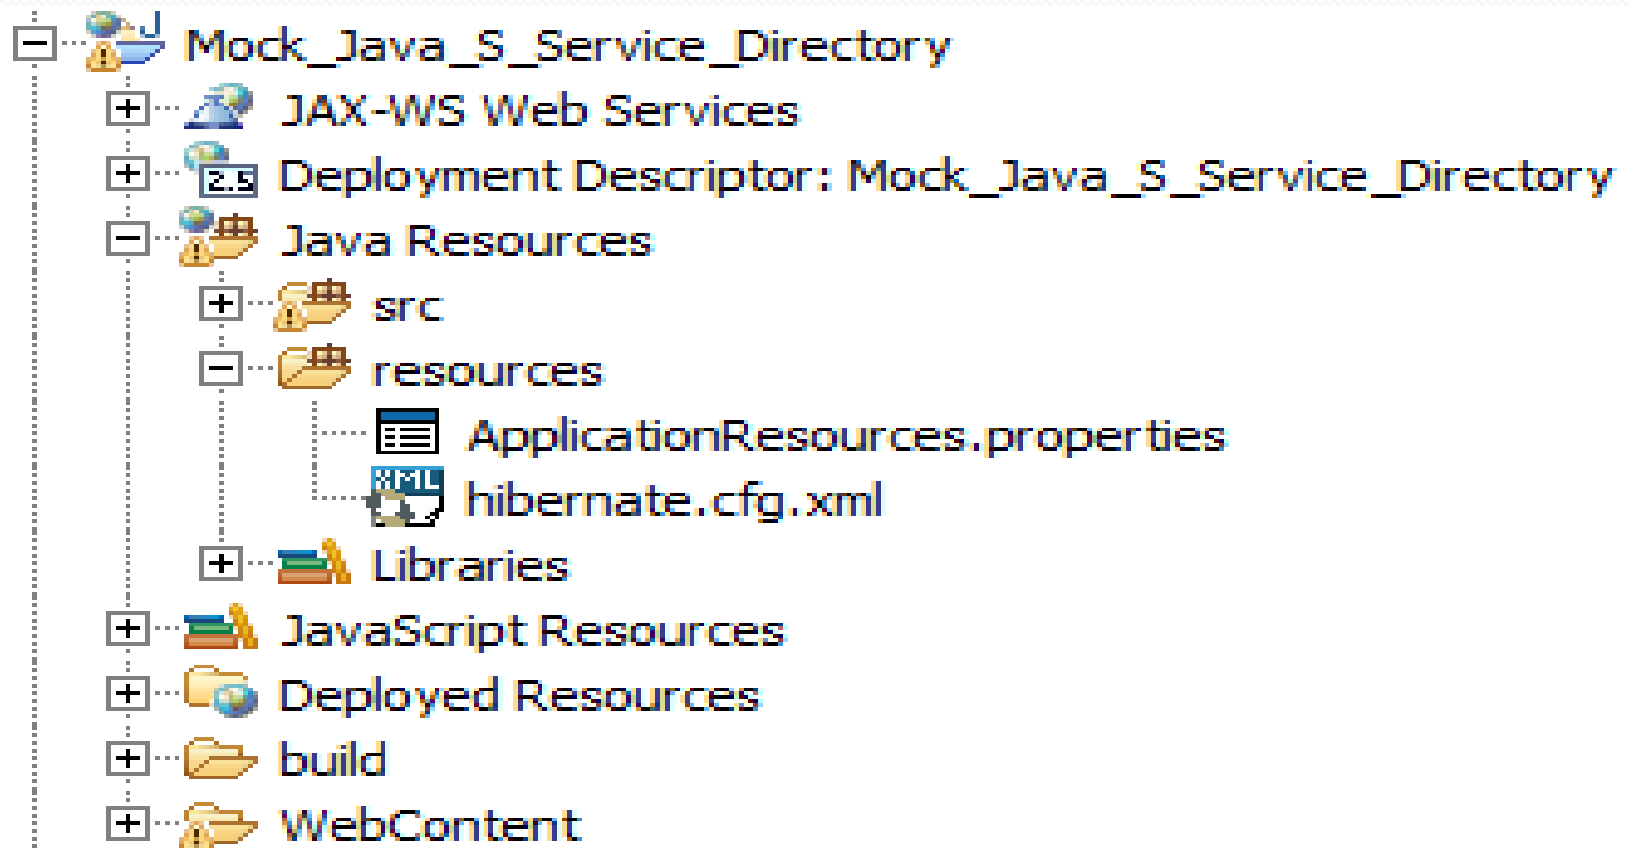 Mock_Java_S_Service_Directory
JAX-WS Web Services
2.5 Deployment Descriptor: Mock_Java_S_Service_Directory
Java Resources
src
resources
ApplicationResources.properties
XML hibernate.cfg.xml
Libraries
JavaScript Resources
Deployed Resources
build
WebContent